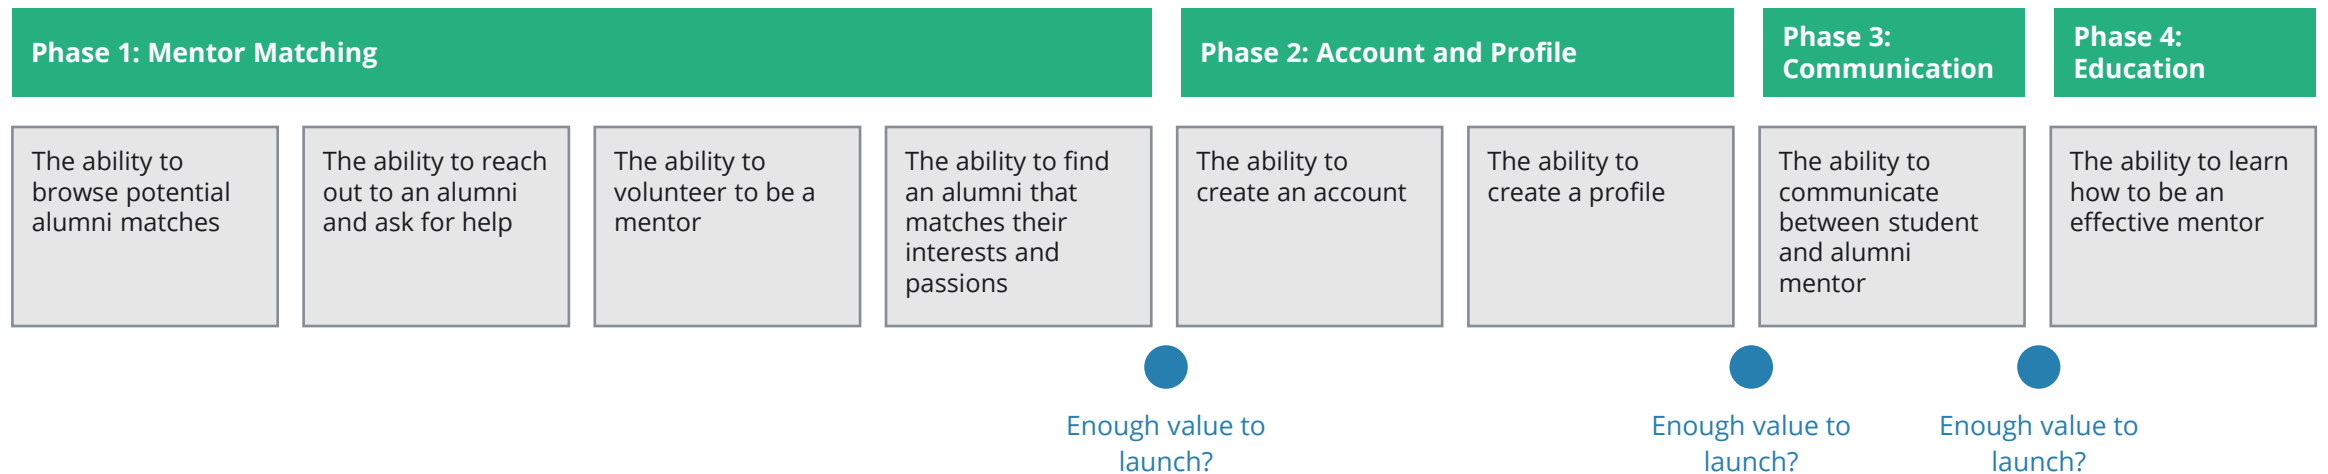 Phase 1: Mentor Matching
Phase 2: Account and Profile
Phase 3:
Communication
Phase 4:
Education
The ability to
browse potential
alumni matches
The ability to reach
out to an alumni
and ask for help
The ability to
volunteer to be a
mentor
The ability to find
an alumni that
matches their
interests and
passions
The ability to
create an account
The ability to
create a profile
The ability to
communicate
between student
and alumni
mentor
The ability to learn
how to be an
effective mentor
Enough value to
launch?
Enough value to
launch?
Enough value to
launch?